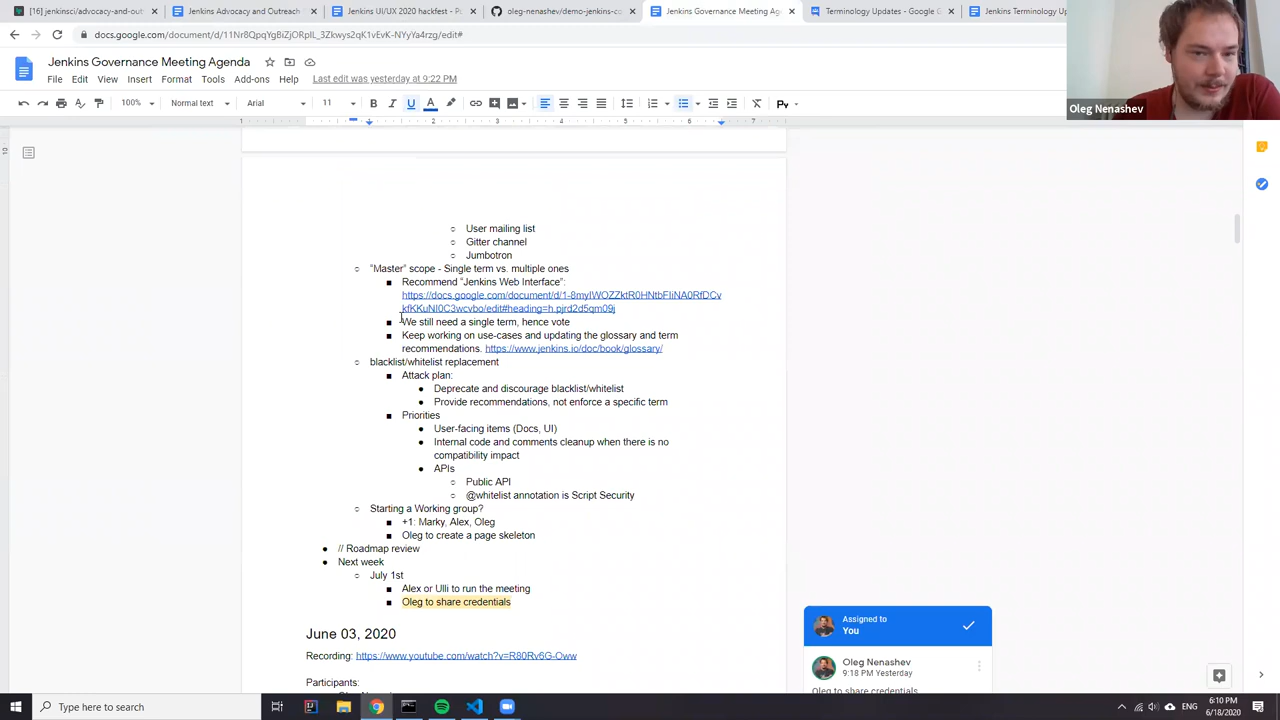 [16] jenkinsci/advocacy-and-outreach
Jenkins Advocacy and Outreach
Jenkins UI/UX 2020 hackfest - P
oleg-nenashev/demo-jenkins-co
Jenkins Governance Meeting Age
Terminology Updates - Google G
Jenkins Terminology Up
docs.google.com/document/d/11Nr8QpqYgBiZjORpIL_3Zkwys2qK1vEvK-NYyYa4rzg/edit#
Jenkins Governance Meeting Agenda
File Edit View Insert Format Tools Add-ons Help Last edit was yesterday at 9:22 PM
100% Normal text Arial 11
Oleg Nenashev
User mailing list
Gitter channel
Jumbotron
“Master” scope - Single term vs. multiple ones
Recommend “Jenkins Web Interface”:
https://docs.google.com/document/d/1-8myIWOZZktR0HNtbFIiNA0RfDCv
kfKKuNI0C3wcvbo/edit#heading=h.pjrd2d5qm09j
We still need a single term, hence vote
Keep working on use-cases and updating the glossary and term
recommendations. https://www.jenkins.io/doc/book/glossary/
blacklist/whitelist replacement
Attack plan:
Deprecate and discourage blacklist/whitelist
Provide recommendations, not enforce a specific term
Priorities
User-facing items (Docs, UI)
Internal code and comments cleanup when there is no
compatibility impact
APIs
Public API
@whitelist annotation is Script Security
Starting a Working group?
+1: Marky, Alex, Oleg
Oleg to create a page skeleton
// Roadmap review
Next week
July 1st
Alex or Ulli to run the meeting
Oleg to share credentials
June 03, 2020
Recording: https://www.youtube.com/watch?v=R80Rv6G-Oww
Participants:
Assigned to
You
Oleg Nenashev
9:18 PM Yesterday
Oleg to share credentials
Type here to search
ENG
6:10 PM
6/18/2020